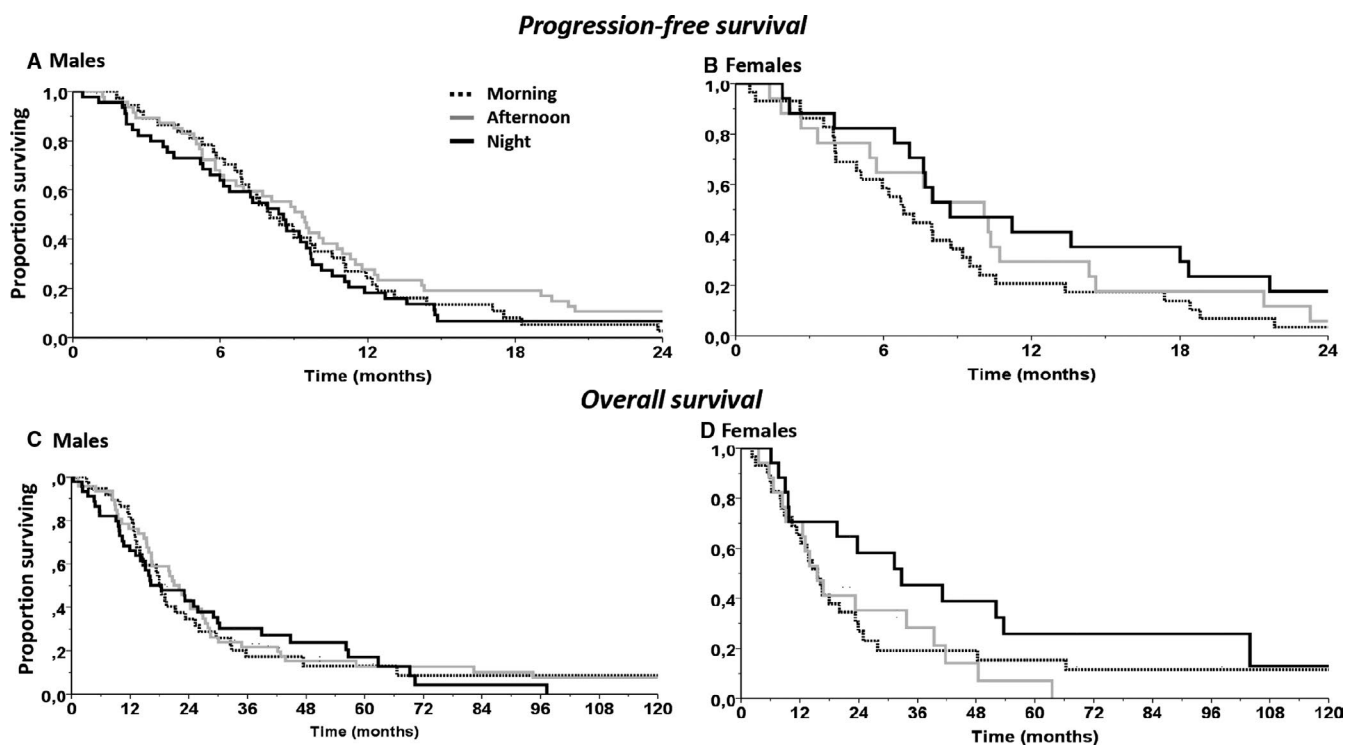 Progression-free survival
A Males
Morning
Afternoon
Night
Proportion surviving
1,0
0,8
0,6
0,4
0,2
0,0
0 6 12 18 24
Time (months)
B Females
1,0
0,8
,6
0,4
0,2
0,0
0 6 12 18 24
Time (months)
Overall survival
C Males
Proportion surviving
,0
,8
,6
,4
,2
0,0
0 12 24 36 48 60 72 84 96 108 120
Time (months)
D Females
1,0
0,8
0,6
0,4
0,2
0,0
0 12 24 36 48 60 72 84 96 108 120
Time (months)